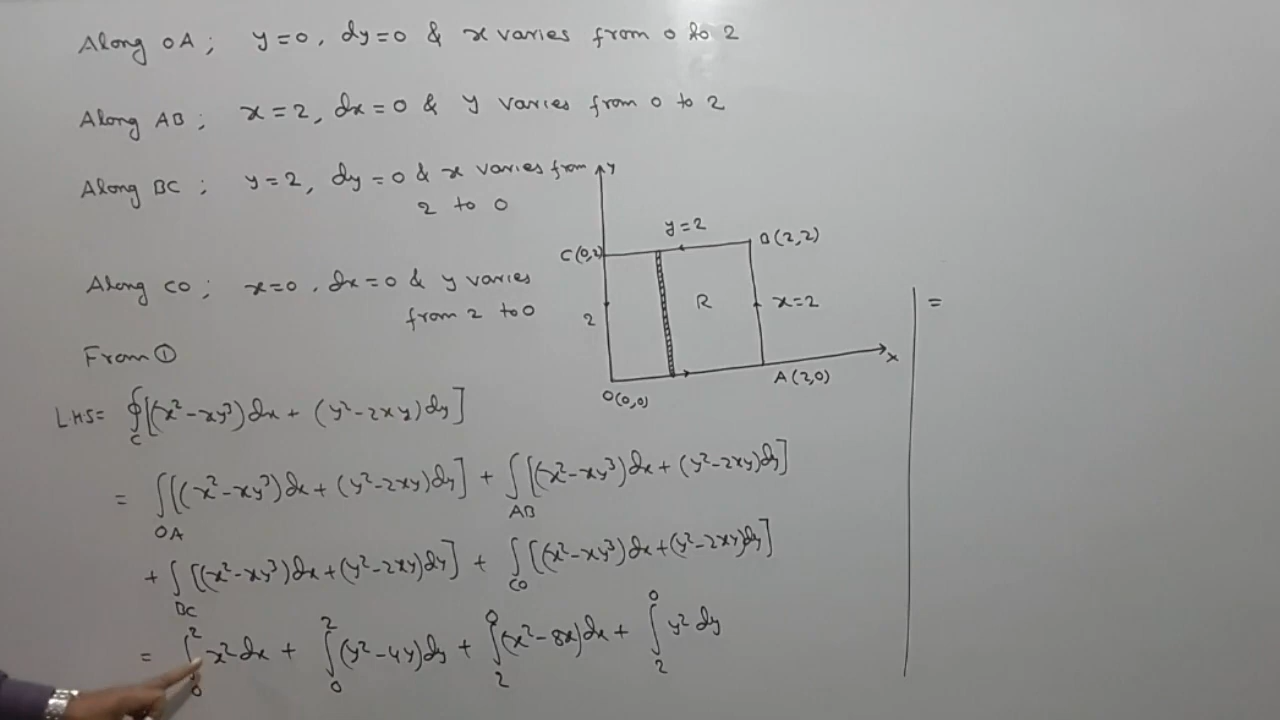 Along OA ; y = 0 , dy = 0 & x varies from 0 to 2
Along AB ; x = 2 , dx = 0 & y varies from 0 to 2
Along BC ; y = 2 , dy = 0 & x varies from
2 to 0
Along CO ; x = 0 , dx = 0 & y varies
from 2 to 0
From ①
L.H.S = ∮[(x² - xy³) dx + (y² - 2xy) dy]
C
= ∫[(x² - xy³) dx + (y² - 2xy) dy] + ∫[(x² - xy³) dx + (y² - 2xy) dy]
OA AB
+ ∫[(x² - xy³) dx + (y² - 2xy) dy] + ∫[(x² - xy³) dx + (y² - 2xy) dy]
BC CO
= ∫₀² x² dx + ∫₀² (y² - 4y) dy + ∫₂⁰ (x² - 8x) dx + ∫₂⁰ y² dy
y
y = 2
C (0,2)
B (2,2)
R
x = 2
2
x
A (2,0)
O (0,0)
=